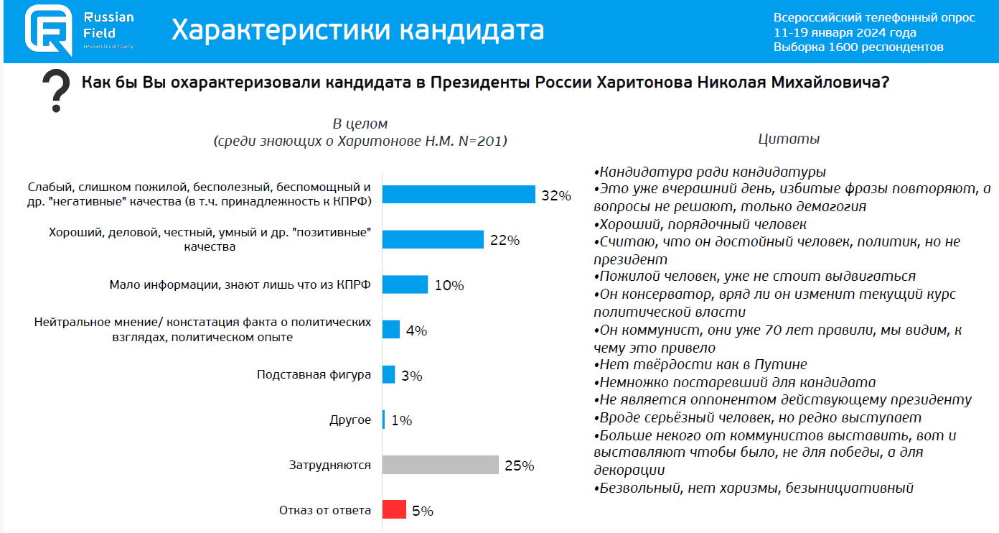 Russian
Field
research company
Характеристики кандидата
Всероссийский телефонный опрос
11-19 января 2024 года
Выборка 1600 респондентов
? Как бы Вы охарактеризовали кандидата в Президенты России Харитонова Николая Михайловича?
В целом
(среди знающих о Харитонове Н.М. N=201)
Слабый, слишком пожилой, бесполезный, беспомощный и
др. "негативные" качества (в т.ч. принадлежность к КПРФ)
32%
Хороший, деловой, честный, умный и др. "позитивные"
качества
22%
Мало информации, знают лишь что из КПРФ
10%
Нейтральное мнение/ констатация факта о политических
взглядах, политическом опыте
4%
Подставная фигура
3%
Другое
1%
Затрудняются
25%
Отказ от ответа
5%
Цитаты
•Кандидатура ради кандидатуры
•Это уже вчерашний день, избитые фразы повторяют, а
вопросы не решают, только демагогия
•Хороший, порядочный человек
•Считаю, что он достойный человек, политик, но не
президент
•Пожилой человек, уже не стоит выдвигаться
•Он консерватор, вряд ли он изменит текущий курс
политической власти
•Он коммунист, они уже 70 лет правили, мы видим, к
чему это привело
•Нет твёрдости как в Путине
•Немножко постаревший для кандидата
•Не является оппонентом действующему президенту
•Вроде серьёзный человек, но редко выступает
•Больше некого от коммунистов выставить, вот и
выставляют чтобы было, не для победы, а для
декорации
•Безвольный, нет харизмы, безынициативный